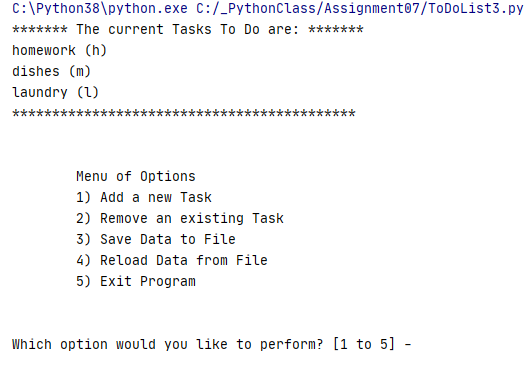 C:\Python38\python.exe C:/_PythonClass/Assignment07/ToDoList3.py
******* The current Tasks To Do are: *******
homework (h)
dishes (m)
laundry (l)
*******************************************
Menu of Options
1) Add a new Task
2) Remove an existing Task
3) Save Data to File
4) Reload Data from File
5) Exit Program
Which option would you like to perform? [1 to 5] -